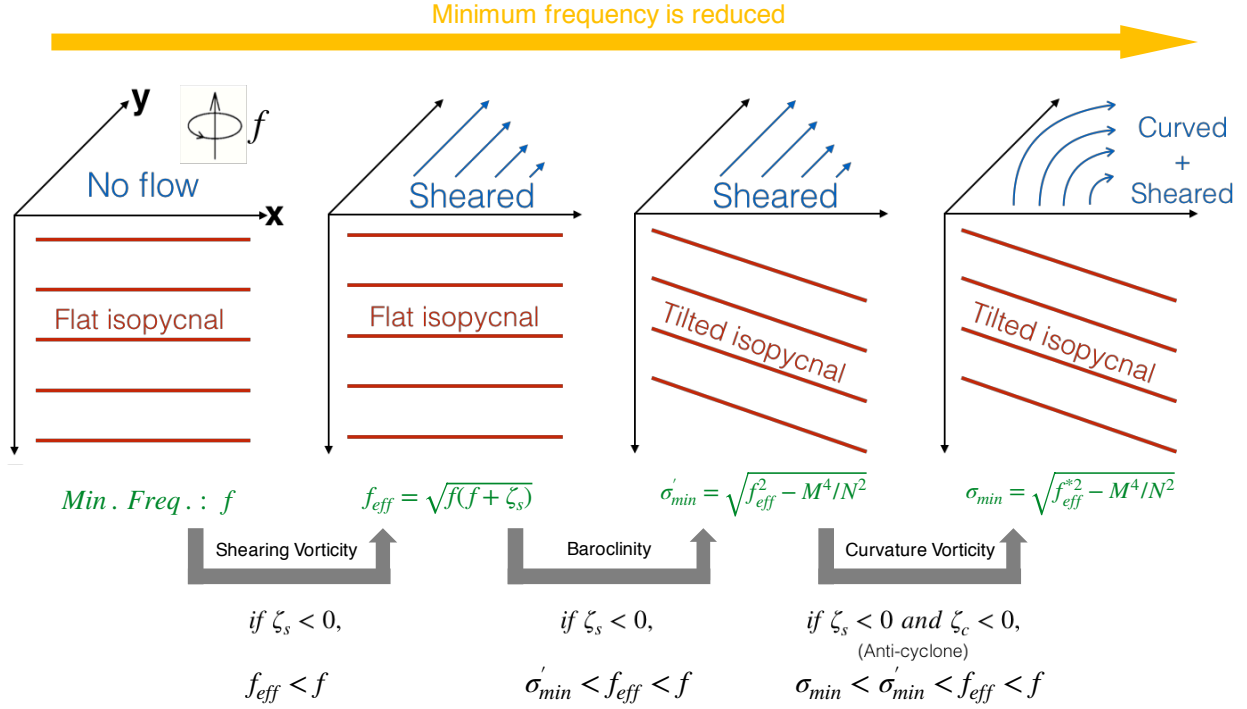 Minimum frequency is reduced
y
f
No flow
x
Flat isopycnal
Min . Freq . : f
Sheared
Flat isopycnal
f_eff = √(f(f + ζ_s))
Sheared
Tilted isopycnal
σ'_min = √(f²_eff − M⁴/N²)
Curved
+
Sheared
Tilted isopycnal
σ_min = √(f*²_eff − M⁴/N²)
Shearing Vorticity
if ζ_s < 0,
f_eff < f
Baroclinity
if ζ_s < 0,
σ'_min < f_eff < f
Curvature Vorticity
if ζ_s < 0 and ζ_c < 0,
(Anti-cyclone)
σ_min < σ'_min < f_eff < f